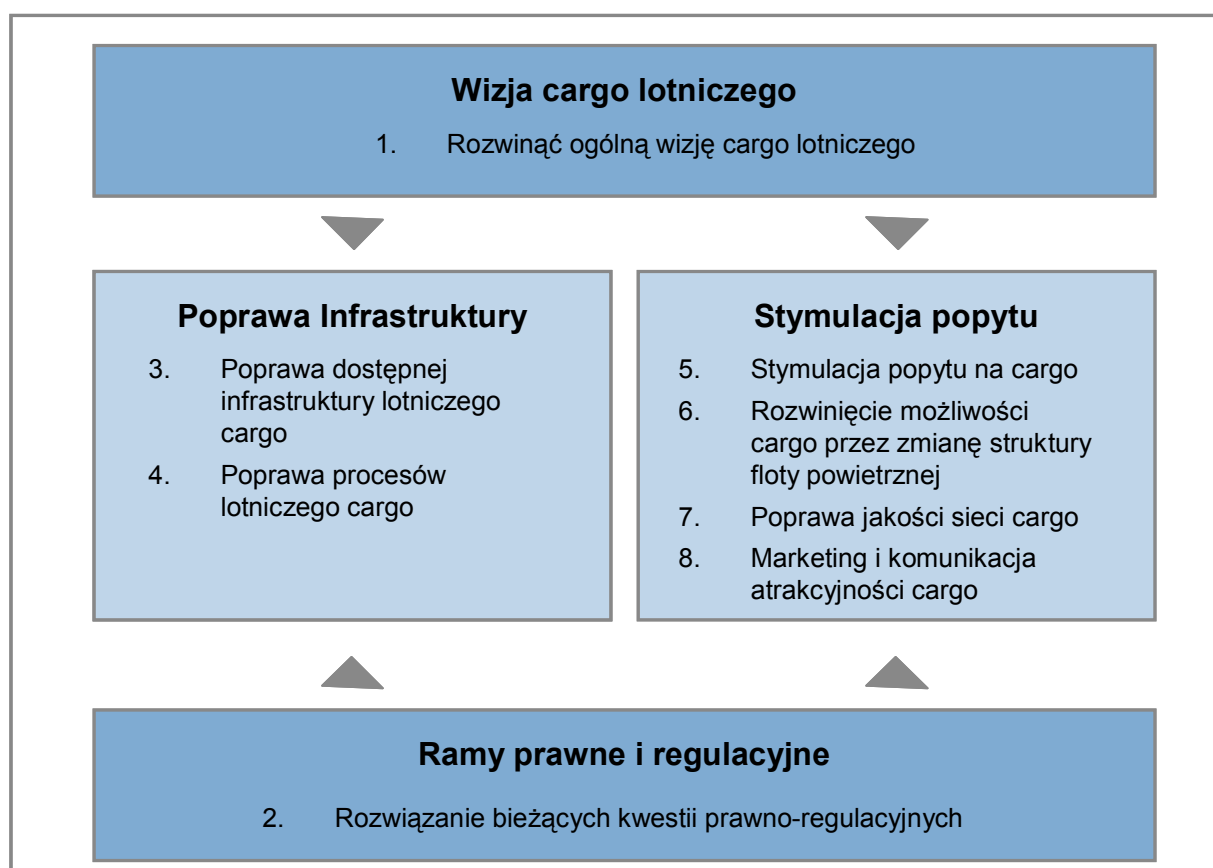 Wizja cargo lotniczego
1. Rozwinąć ogólną wizję cargo lotniczego
Poprawa Infrastruktury
3. Poprawa dostępnej
infrastruktury lotniczego
cargo
4. Poprawa procesów
lotniczego cargo
Stymulacja popytu
5. Stymulacja popytu na cargo
6. Rozwinięcie możliwości
cargo przez zmianę struktury
floty powietrznej
7. Poprawa jakości sieci cargo
8. Marketing i komunikacja
atrakcyjności cargo
Ramy prawne i regulacyjne
2. Rozwiązanie bieżących kwestii prawno-regulacyjnych